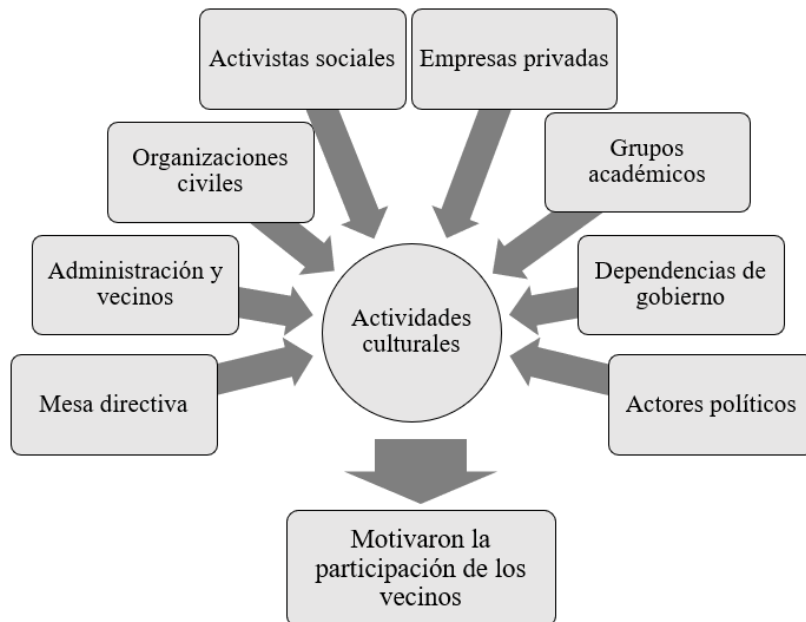 Activistas sociales
Empresas privadas
Organizaciones
civiles
Grupos
académicos
Administración y
vecinos
Dependencias de
gobierno
Actividades
culturales
Mesa directiva
Actores políticos
Motivaron la
participación de los
vecinos